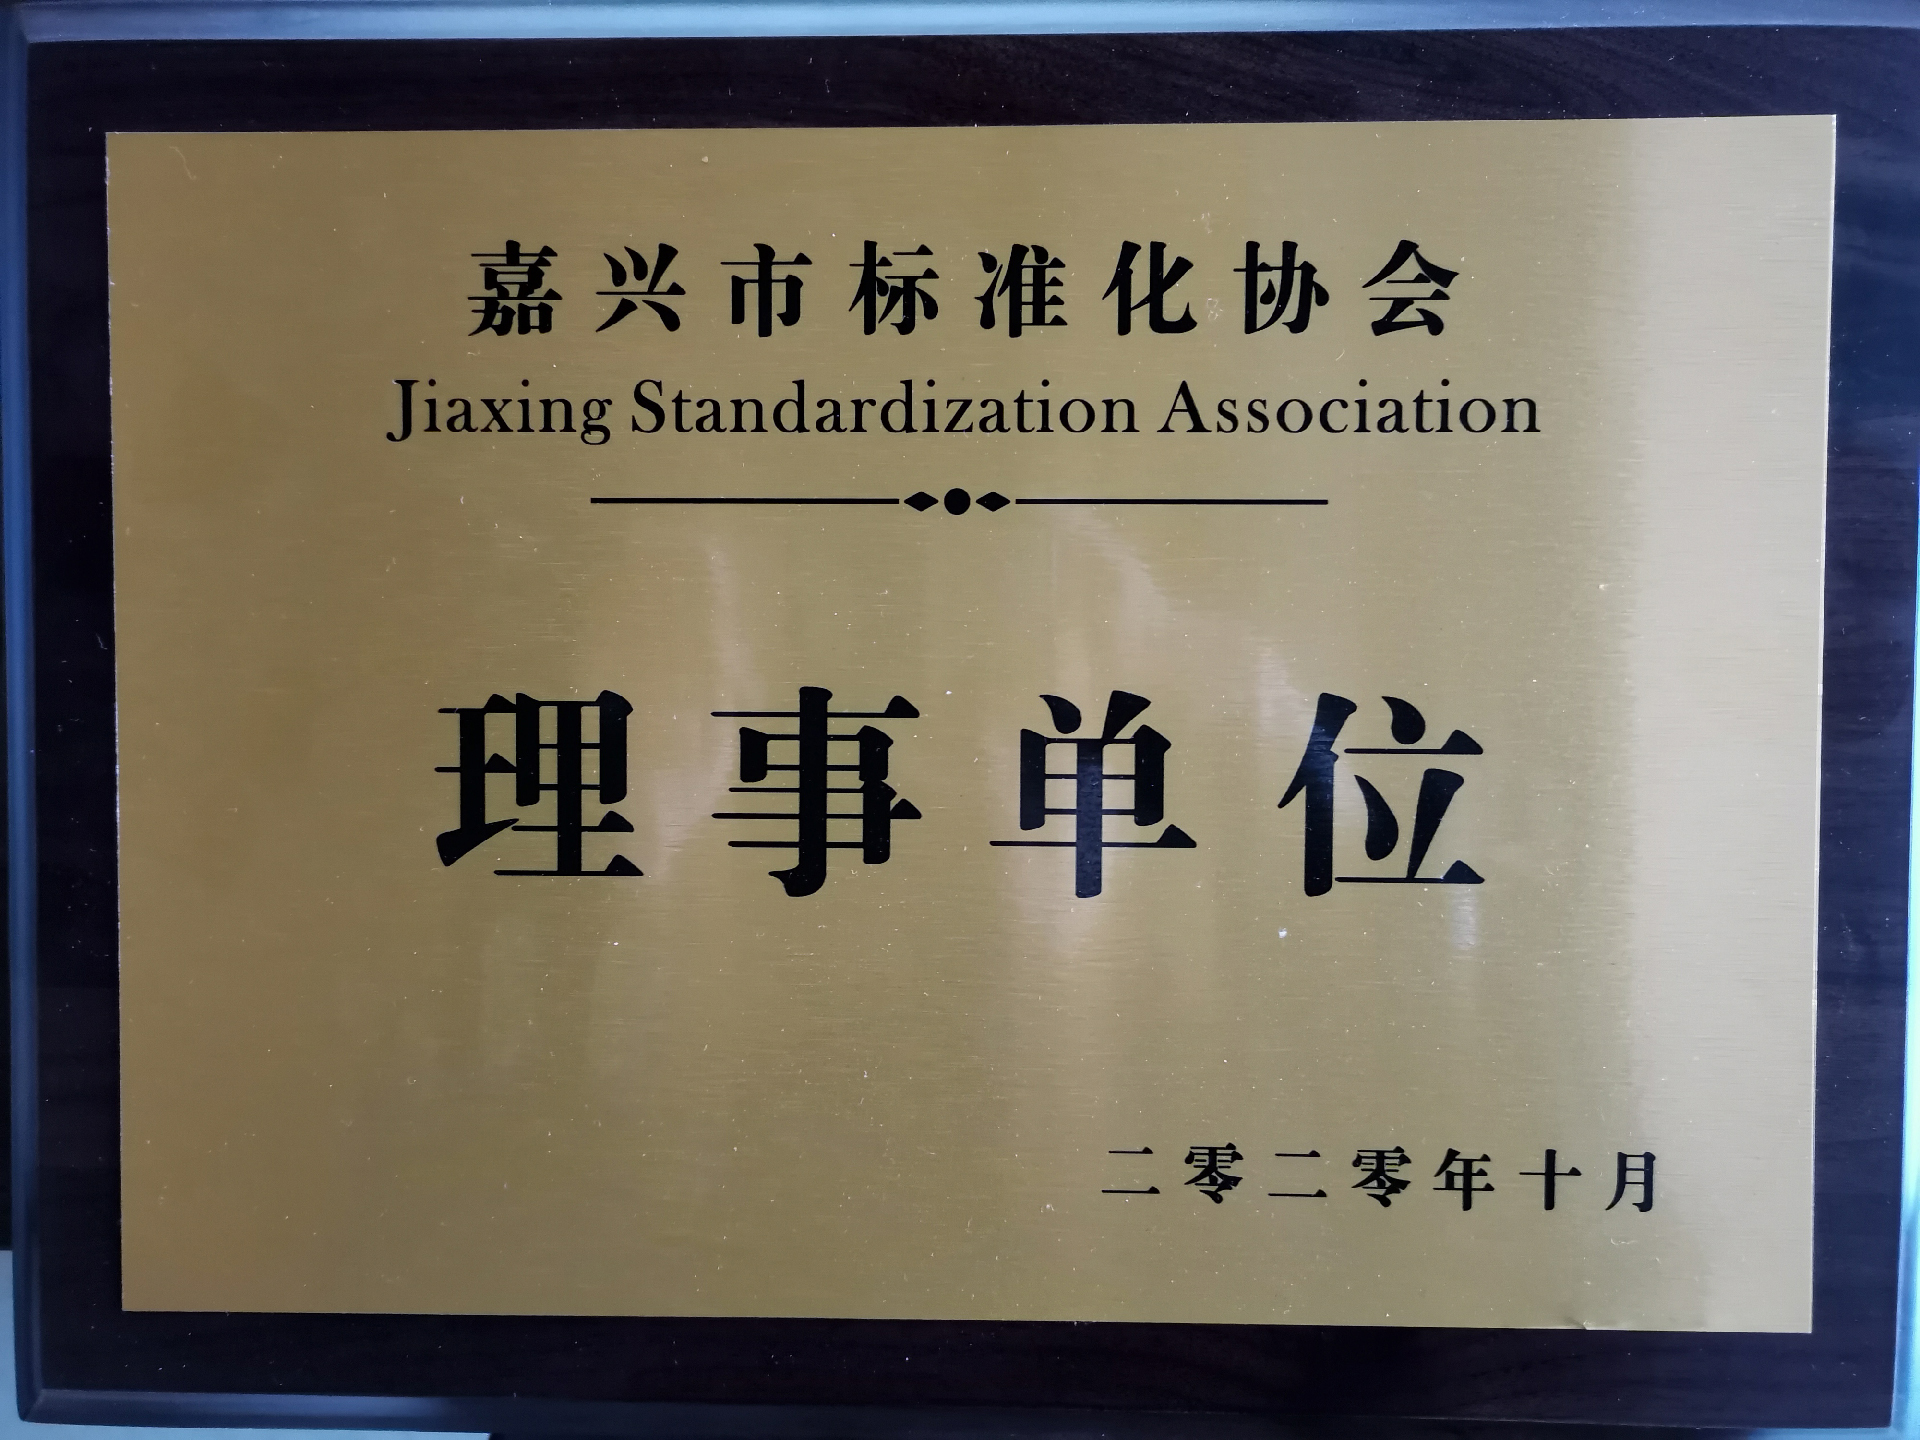 嘉兴市标准化协会
Jiaxing Standardization Association
理事单位
二零二零年十月